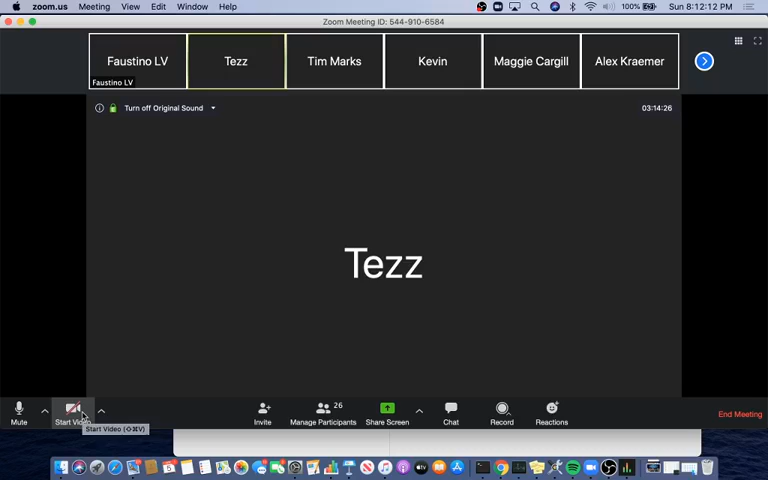 zoom.us Meeting View Edit Window Help 100% Sun 8:12:12 PM
Zoom Meeting ID: 544-910-6584
Faustino LV Tezz Tim Marks Kevin Maggie Cargill Alex Kraemer
Faustino LV
Turn off Original Sound 03:14:26
Tezz
26
Mute Start Video Invite Manage Participants Share Screen Chat Record Reactions End Meeting
Start Video (⇧⌘V)